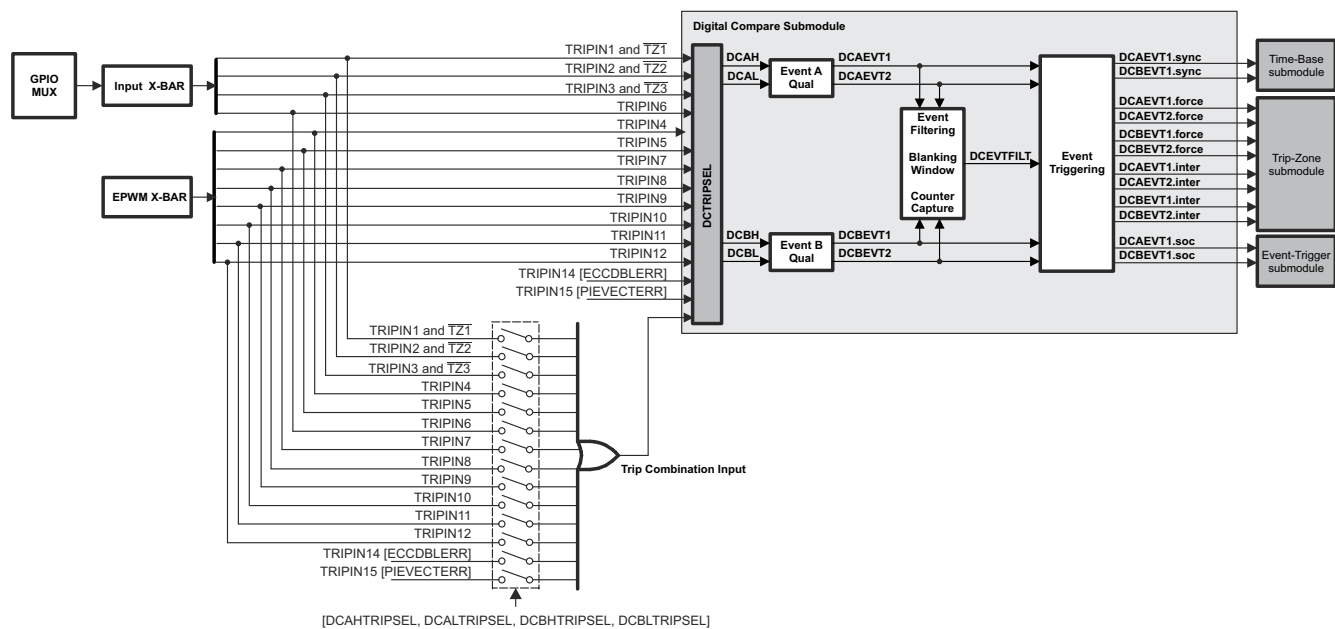 Digital Compare Submodule
GPIO
MUX
Input X-BAR
EPWM X-BAR
TRIPIN1 and TZ1
TRIPIN2 and TZ2
TRIPIN3 and TZ3
TRIPIN6
TRIPIN4
TRIPIN5
TRIPIN7
TRIPIN8
TRIPIN9
TRIPIN10
TRIPIN11
TRIPIN12
TRIPIN14 [ECCDBLERR]
TRIPIN15 [PIEVECTERR]
DCTRIPSEL
DCAH
DCAL
Event A
Qual
DCAEVT1
DCAEVT2
Event
Filtering
Blanking
Window
Counter
Capture
DCEVTFILT
DCBH
DCBL
Event B
Qual
DCBEVT1
DCBEVT2
Event
Triggering
DCAEVT1.sync
DCBEVT1.sync
DCAEVT1.force
DCAEVT2.force
DCBEVT1.force
DCBEVT2.force
DCAEVT1.inter
DCAEVT2.inter
DCBEVT1.inter
DCBEVT2.inter
DCAEVT1.soc
DCBEVT1.soc
Time-Base
submodule
Trip-Zone
submodule
Event-Trigger
submodule
TRIPIN1 and TZ1
TRIPIN2 and TZ2
TRIPIN3 and TZ3
TRIPIN4
TRIPIN5
TRIPIN6
TRIPIN7
TRIPIN8
TRIPIN9
TRIPIN10
TRIPIN11
TRIPIN12
TRIPIN14 [ECCDBLERR]
TRIPIN15 [PIEVECTERR]
Trip Combination Input
[DCAHTRIPSEL, DCALTRIPSEL, DCBHTRIPSEL, DCBLTRIPSEL]